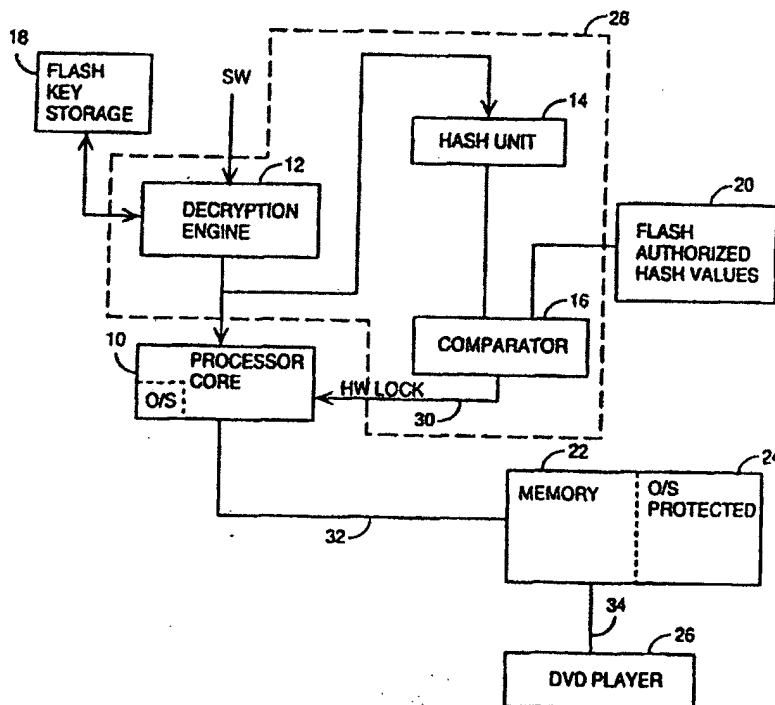 28
18
FLASH
KEY
STORAGE
SW
14
HASH UNIT
12
DECRYPTION
ENGINE
20
FLASH
AUTHORIZED
HASH VALUES
16
COMPARATOR
10
PROCESSOR
CORE
O/S
HW LOCK
30
22
24
MEMORY
O/S
PROTECTED
32
34
26
DVD PLAYER